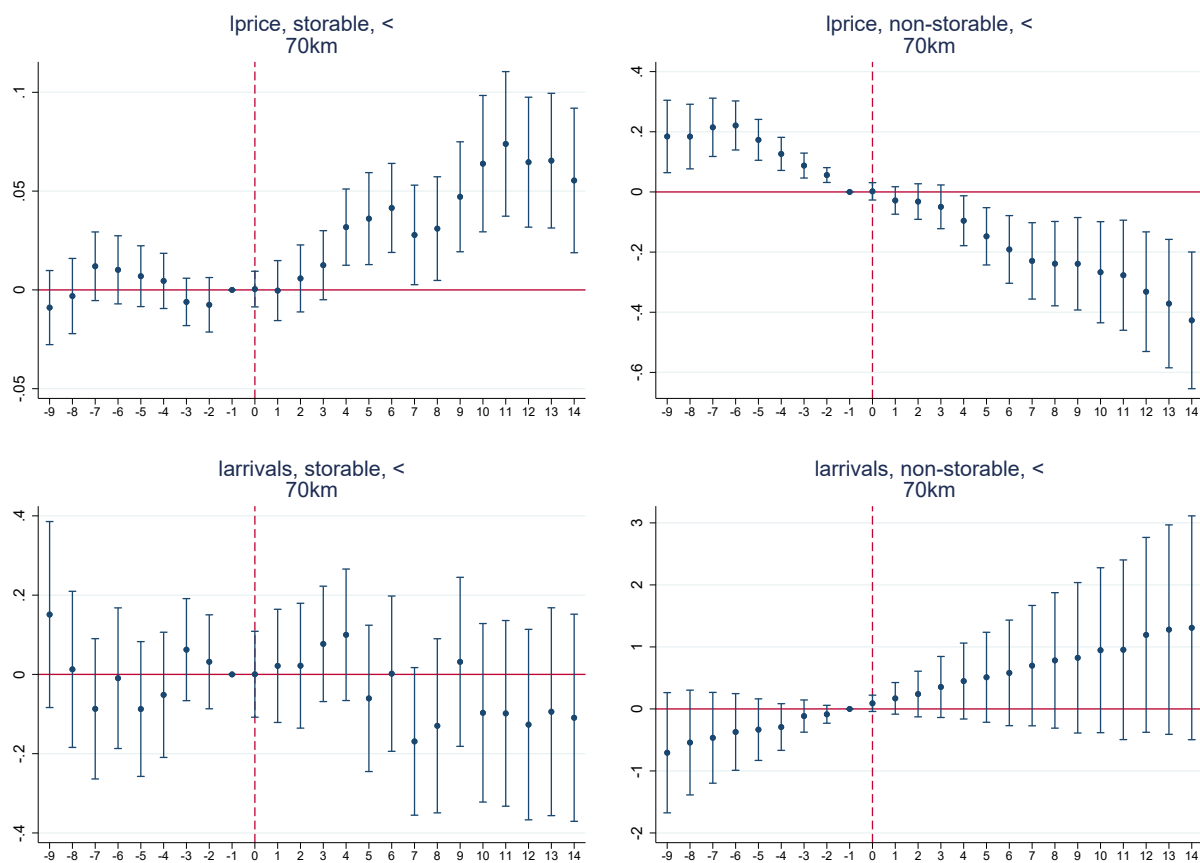 lprice, storable, <
70km
.1
.05
0
-.05
-9 -8 -7 -6 -5 -4 -3 -2 -1 0 1 2 3 4 5 6 7 8 9 10 11 12 13 14
lprice, non-storable, <
70km
.4
.2
0
-.2
-.4
-.6
-9 -8 -7 -6 -5 -4 -3 -2 -1 0 1 2 3 4 5 6 7 8 9 10 11 12 13 14
larrivals, storable, <
70km
.4
.2
0
-.2
-.4
-9 -8 -7 -6 -5 -4 -3 -2 -1 0 1 2 3 4 5 6 7 8 9 10 11 12 13 14
larrivals, non-storable, <
70km
3
2
1
0
-1
-2
-9 -8 -7 -6 -5 -4 -3 -2 -1 0 1 2 3 4 5 6 7 8 9 10 11 12 13 14